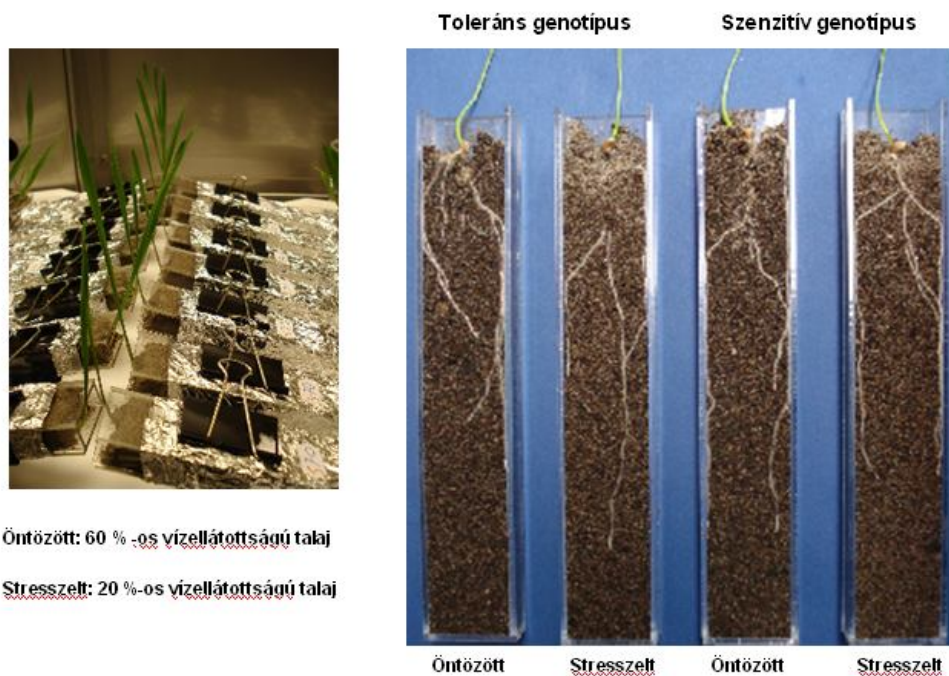 Toleráns genotípus
Szenzitív genotípus
Öntözött: 60 % -os vízellátottságú talaj
Stresszelt: 20 %-os vízellátottságú talaj
Öntözött
Stresszelt
Öntözött
Stresszelt